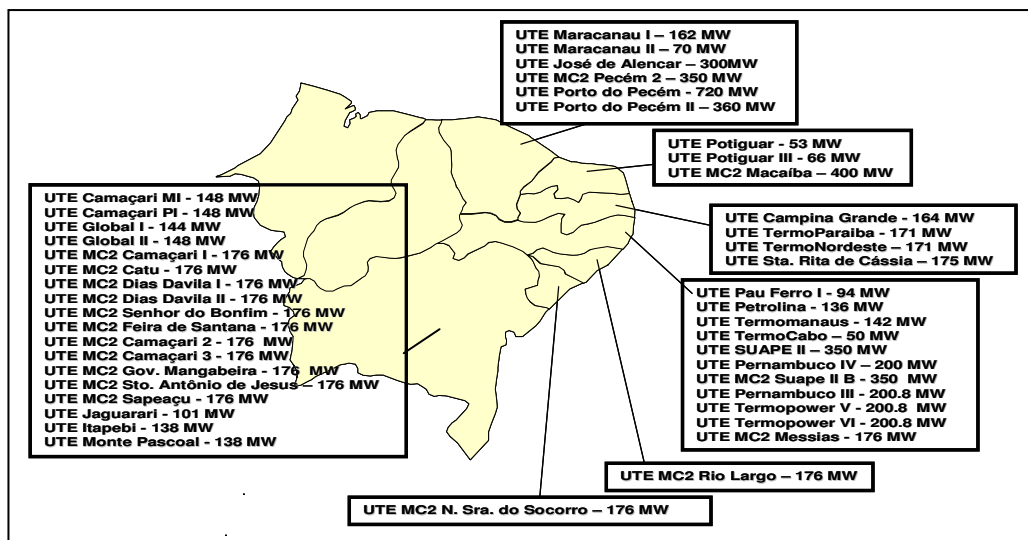 UTE Maracanau I – 162 MW
UTE Maracanau II – 70 MW
UTE José de Alencar – 300MW
UTE MC2 Pecém 2 – 350 MW
UTE Porto do Pecém - 720 MW
UTE Porto do Pecém II – 360 MW
UTE Potiguar - 53 MW
UTE Potiguar III - 66 MW
UTE MC2 Macaíba – 400 MW
UTE Camaçari MI - 148 MW
UTE Camaçari PI - 148 MW
UTE Global I - 144 MW
UTE Global II - 148 MW
UTE MC2 Camaçari I - 176 MW
UTE MC2 Catu - 176 MW
UTE MC2 Dias Davila I - 176 MW
UTE MC2 Dias Davila II - 176 MW
UTE MC2 Senhor do Bonfim - 176 MW
UTE MC2 Feira de Santana - 176 MW
UTE MC2 Camaçari 2 - 176 MW
UTE MC2 Camaçari 3 - 176 MW
UTE MC2 Gov. Mangabeira - 176 MW
UTE MC2 Sto. Antônio de Jesus – 176 MW
UTE MC2 Sapeaçu - 176 MW
UTE Jaguarari - 101 MW
UTE Itapebi - 138 MW
UTE Monte Pascoal - 138 MW
UTE Campina Grande - 164 MW
UTE TermoParaiba - 171 MW
UTE TermoNordeste - 171 MW
UTE Sta. Rita de Cássia – 175 MW
UTE Pau Ferro I - 94 MW
UTE Petrolina - 136 MW
UTE Termomanaus - 142 MW
UTE TermoCabo - 50 MW
UTE SUAPE II – 350 MW
UTE Pernambuco IV – 200 MW
UTE MC2 Suape II B - 350 MW
UTE Pernambuco III - 200.8 MW
UTE Termopower V - 200.8 MW
UTE Termopower VI - 200.8 MW
UTE MC2 Messias - 176 MW
UTE MC2 Rio Largo – 176 MW
UTE MC2 N. Sra. do Socorro – 176 MW